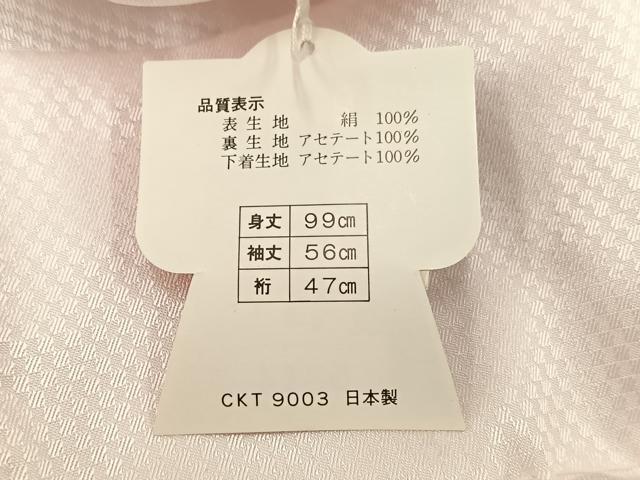 品質表示
表生地 絹 100%
裏生地 アセテート100%
下着生地 アセテート100%
身丈 99㎝
袖丈 56㎝
裄 47㎝
CKT 9003 日本製